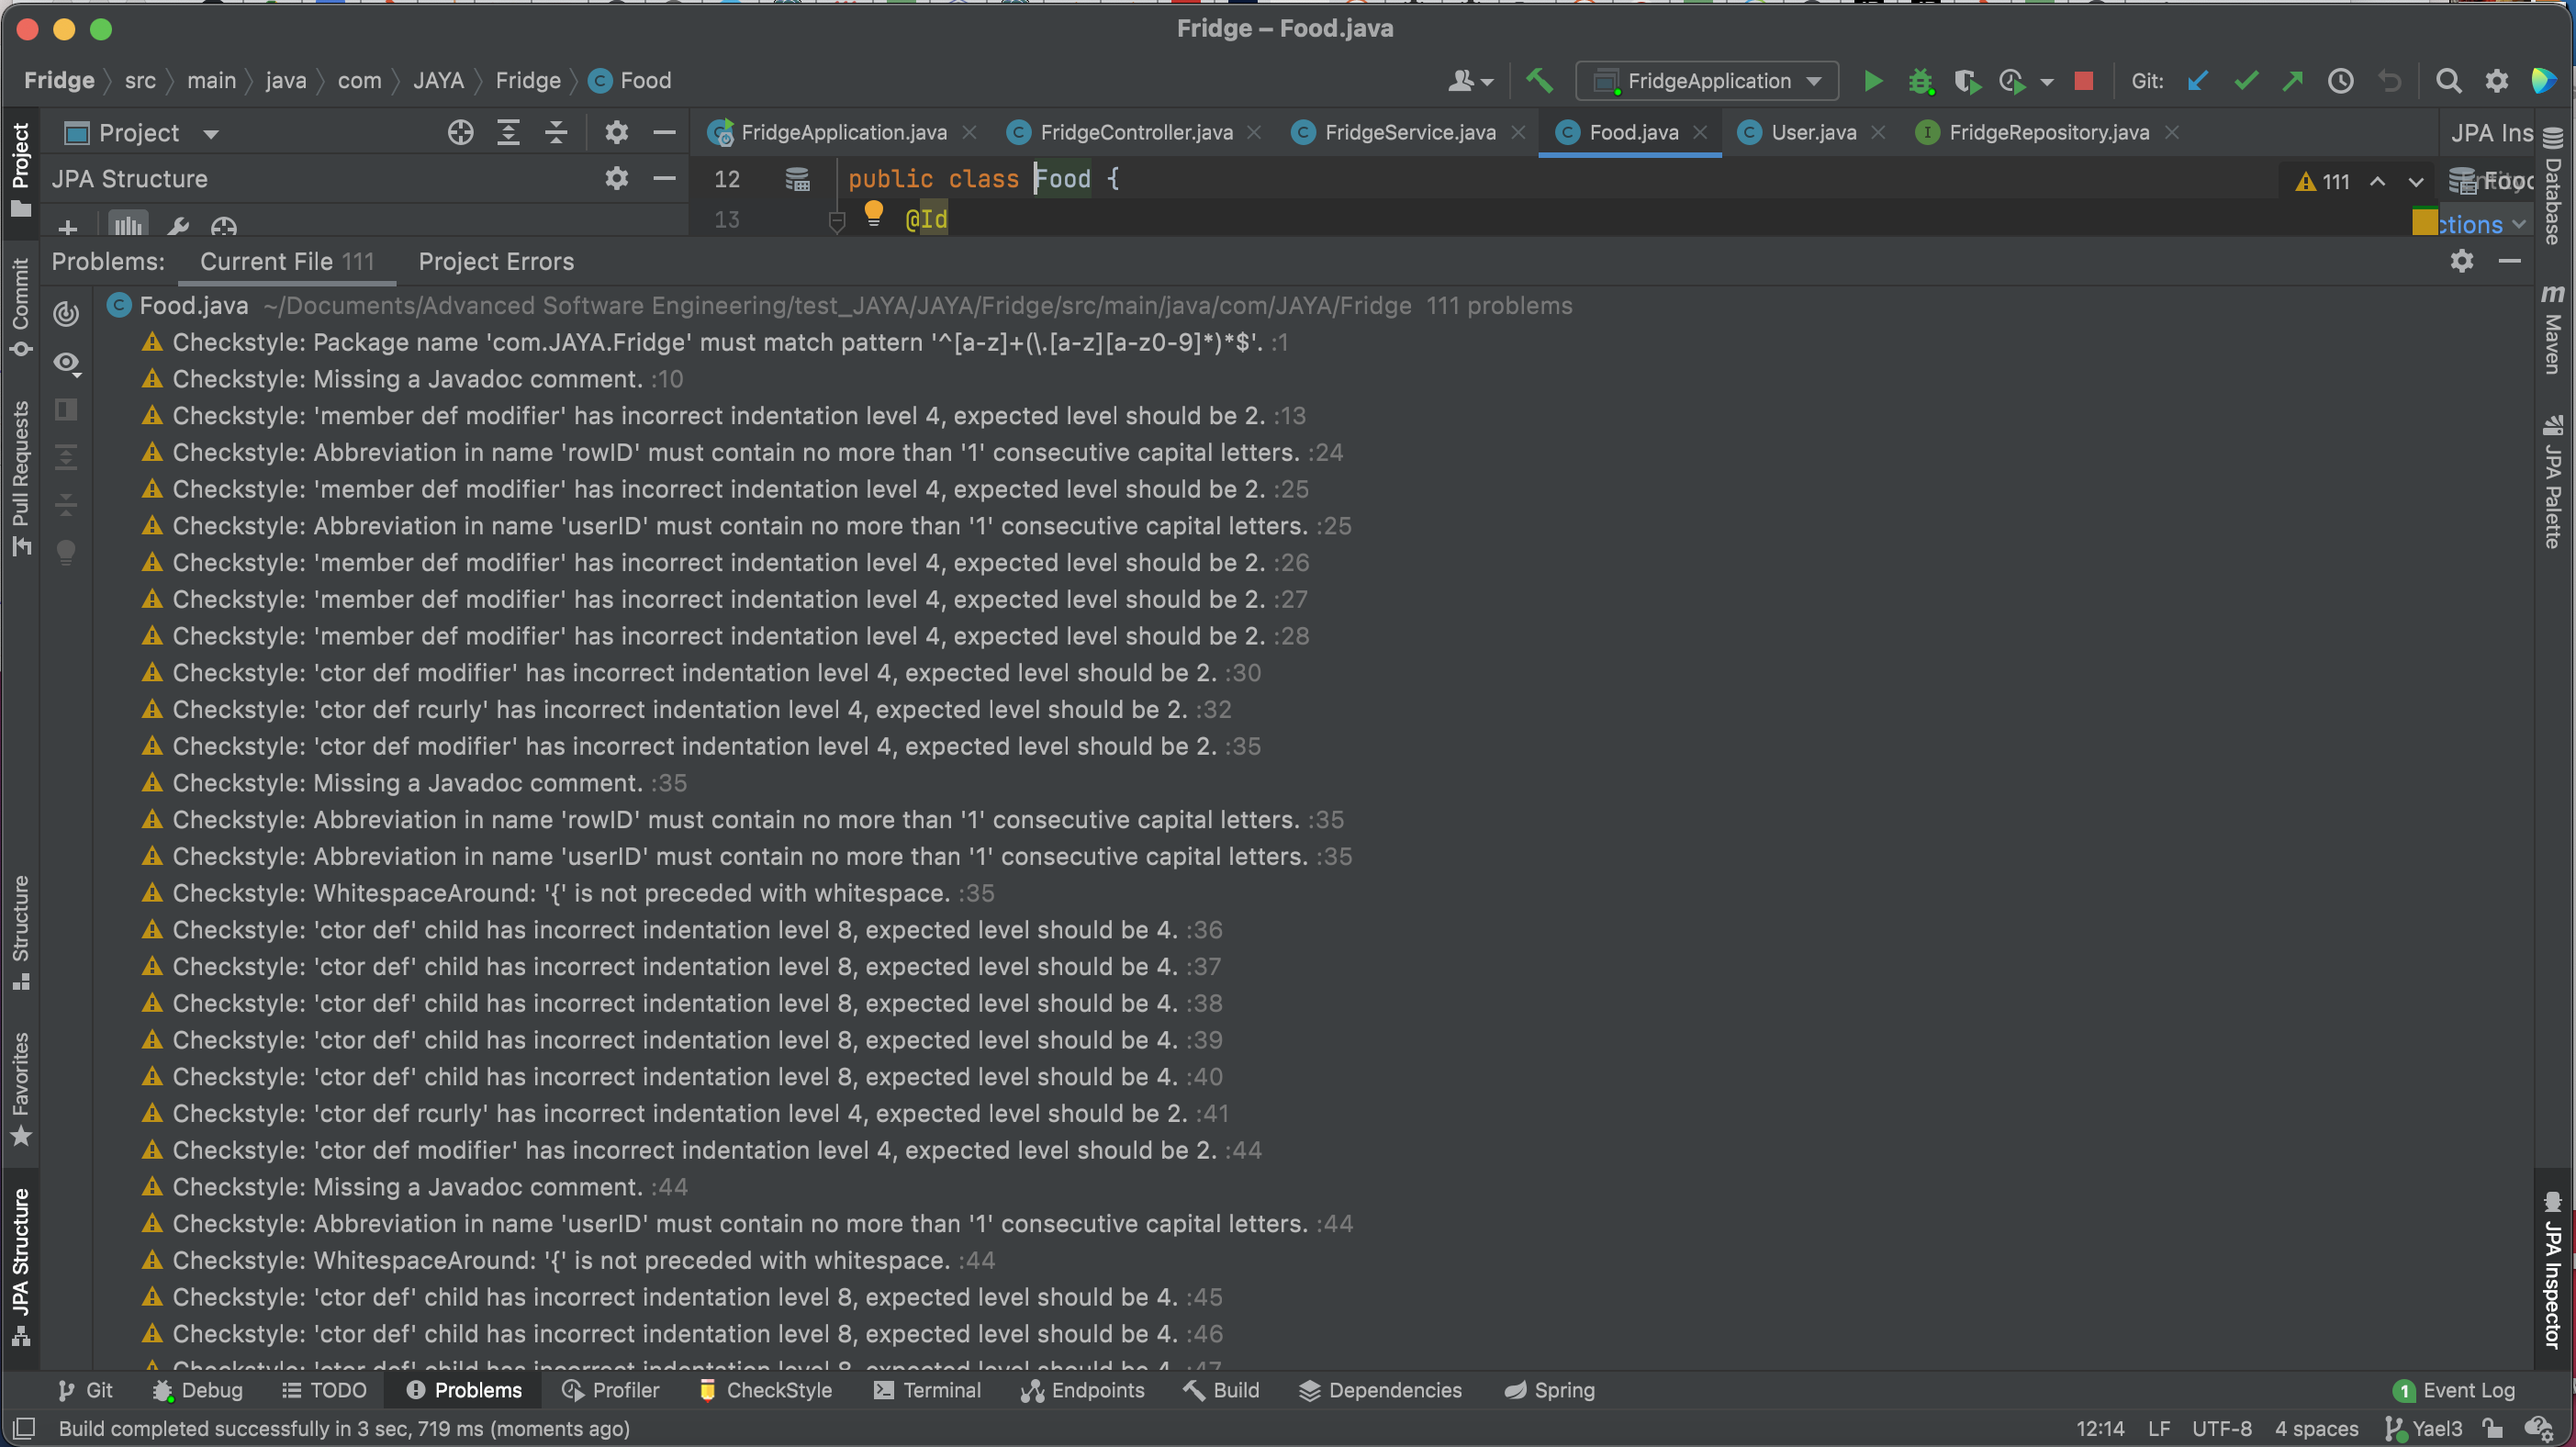 Fridge – Food.java
Fridge src main java com JAYA Fridge C Food
FridgeApplication
Git:
Project
FridgeApplication.java
FridgeController.java
FridgeService.java
Food.java
User.java
FridgeRepository.java
JPA Ins
JPA Structure
12 public class Food {
111
13 @Id
ctions
Problems: Current File 111 Project Errors
Food.java ~/Documents/Advanced Software Engineering/test_JAYA/JAYA/Fridge/src/main/java/com/JAYA/Fridge 111 problems
Checkstyle: Package name 'com.JAYA.Fridge' must match pattern '^[a-z]+(\.[a-z][a-z0-9]*)*$'. :1
Checkstyle: Missing a Javadoc comment. :10
Checkstyle: 'member def modifier' has incorrect indentation level 4, expected level should be 2. :13
Checkstyle: Abbreviation in name 'rowID' must contain no more than '1' consecutive capital letters. :24
Checkstyle: 'member def modifier' has incorrect indentation level 4, expected level should be 2. :25
Checkstyle: Abbreviation in name 'userID' must contain no more than '1' consecutive capital letters. :25
Checkstyle: 'member def modifier' has incorrect indentation level 4, expected level should be 2. :26
Checkstyle: 'member def modifier' has incorrect indentation level 4, expected level should be 2. :27
Checkstyle: 'member def modifier' has incorrect indentation level 4, expected level should be 2. :28
Checkstyle: 'ctor def modifier' has incorrect indentation level 4, expected level should be 2. :30
Checkstyle: 'ctor def rcurly' has incorrect indentation level 4, expected level should be 2. :32
Checkstyle: 'ctor def modifier' has incorrect indentation level 4, expected level should be 2. :35
Checkstyle: Missing a Javadoc comment. :35
Checkstyle: Abbreviation in name 'rowID' must contain no more than '1' consecutive capital letters. :35
Checkstyle: Abbreviation in name 'userID' must contain no more than '1' consecutive capital letters. :35
Checkstyle: WhitespaceAround: '{' is not preceded with whitespace. :35
Checkstyle: 'ctor def' child has incorrect indentation level 8, expected level should be 4. :36
Checkstyle: 'ctor def' child has incorrect indentation level 8, expected level should be 4. :37
Checkstyle: 'ctor def' child has incorrect indentation level 8, expected level should be 4. :38
Checkstyle: 'ctor def' child has incorrect indentation level 8, expected level should be 4. :39
Checkstyle: 'ctor def' child has incorrect indentation level 8, expected level should be 4. :40
Checkstyle: 'ctor def rcurly' has incorrect indentation level 4, expected level should be 2. :41
Checkstyle: 'ctor def modifier' has incorrect indentation level 4, expected level should be 2. :44
Checkstyle: Missing a Javadoc comment. :44
Checkstyle: Abbreviation in name 'userID' must contain no more than '1' consecutive capital letters. :44
Checkstyle: WhitespaceAround: '{' is not preceded with whitespace. :44
Checkstyle: 'ctor def' child has incorrect indentation level 8, expected level should be 4. :45
Checkstyle: 'ctor def' child has incorrect indentation level 8, expected level should be 4. :46
Checkstyle: 'ctor def' child has incorrect indentation level 8, expected level should be 4. :47
Project
Commit
Pull Requests
Structure
Favorites
JPA Structure
Database
m Maven
JPA Palette
JPA Inspector
Git Debug TODO Problems Profiler CheckStyle Terminal Endpoints Build Dependencies Spring
1 Event Log
Build completed successfully in 3 sec, 719 ms (moments ago)
12:14 LF UTF-8 4 spaces Yael3